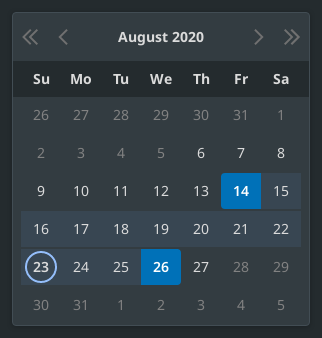 August 2020
Su Mo Tu We Th Fr Sa
26 27 28 29 30 31 1
2 3 4 5 6 7 8
9 10 11 12 13 14 15
16 17 18 19 20 21 22
23 24 25 26 27 28 29
30 31 1 2 3 4 5